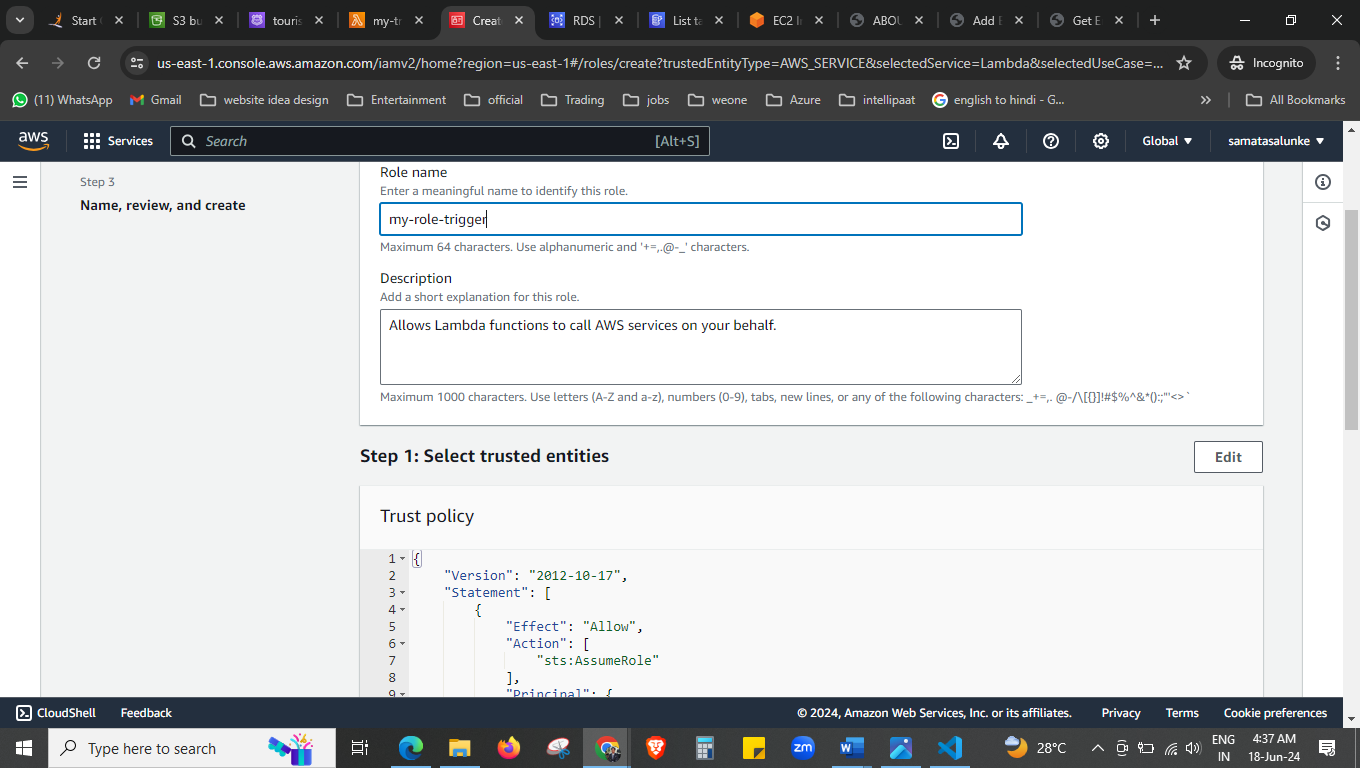 Start
S3 bu
touris
my-tr
Creat
RDS |
List ta
EC2 I
ABOU
Add E
Get E
us-east-1.console.aws.amazon.com/iamv2/home?region=us-east-1#/roles/create?trustedEntityType=AWS_SERVICE&selectedService=Lambda&selectedUseCase=...
Incognito
(11) WhatsApp
Gmail
website idea design
Entertainment
official
Trading
jobs
weone
Azure
intellipaat
english to hindi - G...
All Bookmarks
aws
Services
Search
[Alt+S]
Global
samatasalunke
Step 3
Name, review, and create
Role name
Enter a meaningful name to identify this role.
my-role-trigger
Maximum 64 characters. Use alphanumeric and '+=,.@-_' characters.
Description
Add a short explanation for this role.
Allows Lambda functions to call AWS services on your behalf.
Maximum 1000 characters. Use letters (A-Z and a-z), numbers (0-9), tabs, new lines, or any of the following characters: _+=,. @-/\[{}]!#$%^&*();:"'<>`
Step 1: Select trusted entities
Edit
Trust policy
1 {
2 "Version": "2012-10-17",
3 "Statement": [
4 {
5 "Effect": "Allow",
6 "Action": [
7 "sts:AssumeRole"
8 ],
9 "Principal": {
CloudShell
Feedback
© 2024, Amazon Web Services, Inc. or its affiliates.
Privacy
Terms
Cookie preferences
Type here to search
zm
28°C
ENG
IN
4:37 AM
18-Jun-24